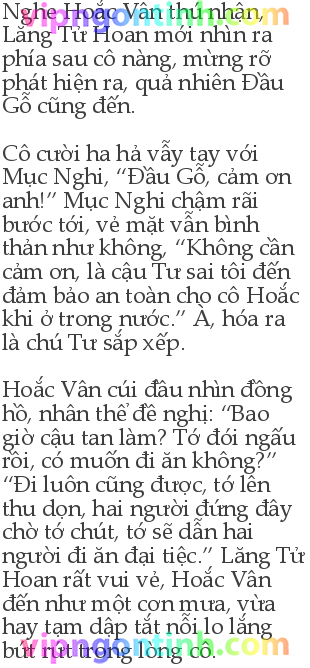 vipngontinh.com
Nghe Hoắc Vân thú nhận,
Lăng Tử Hoan mới nhìn ra
phía sau cô nàng, mừng rỡ
phát hiện ra, quả nhiên Đầu
Gỗ cũng đến.
Cô cười ha hả vẫy tay với
Mục Nghi, “Đầu Gỗ, cảm ơn
anh!” Mục Nghi chậm rãi
bước tới, vẻ mặt vẫn bình
thản như không, “Không cần
cảm ơn, là cậu Tư sai tôi đến
đảm bảo an toàn cho cô Hoắc
khi ở trong nước.” À, hóa ra
là chú Tư sắp xếp.
Hoắc Vân cúi đầu nhìn đồng
hồ, nhân thể đề nghị: “Bao
giờ cậu tan làm? Tớ đói ngấu
rồi, có muốn đi ăn không?”
“Đi luôn cũng được, tớ lên
thu dọn, hai người đứng đây
chờ tớ chút, tớ sẽ dẫn hai
người đi ăn đại tiệc.” Lăng Tử
Hoan rất vui vẻ, Hoắc Vân
đến như một cơn mưa, vừa
hay tạm dập tắt nỗi lo lắng
bứt rứt trong lòng cô.
vipngontinh.com